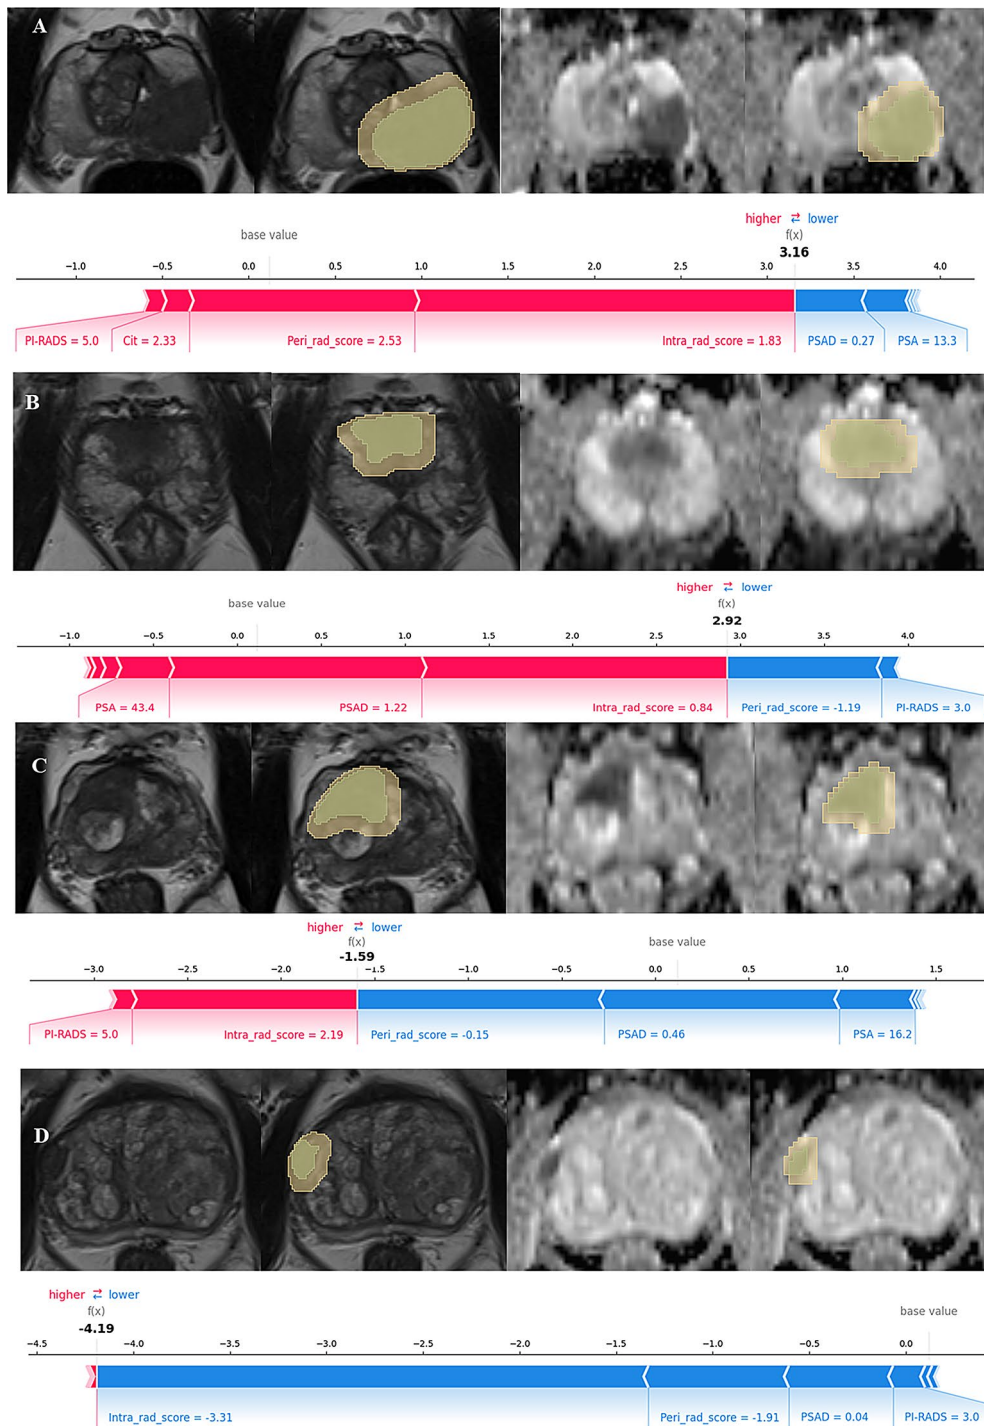 A
higher ⇄ lower
base value f(x)
3.16
−1.0 −0.5 0.0 0.5 1.0 1.5 2.0 2.5 3.0 3.5 4.0
PI-RADS = 5.0 Cit = 2.33 Peri_rad_score = 2.53 Intra_rad_score = 1.83 PSAD = 0.27 PSA = 13.3
B
higher ⇄ lower
base value f(x)
2.92
−1.0 −0.5 0.0 0.5 1.0 1.5 2.0 2.5 3.0 3.5 4.0
PSA = 43.4 PSAD = 1.22 Intra_rad_score = 0.84 Peri_rad_score = -1.19 PI-RADS = 3.0
C
higher ⇄ lower
f(x) base value
-1.59
−3.0 −2.5 −2.0 −1.5 −1.0 −0.5 0.0 0.5 1.0 1.5
PI-RADS = 5.0 Intra_rad_score = 2.19 Peri_rad_score = -0.15 PSAD = 0.46 PSA = 16.2
D
higher ⇄ lower
f(x) base value
-4.19
−4.5 −4.0 −3.5 −3.0 −2.5 −2.0 −1.5 −1.0 −0.5 0.0
Intra_rad_score = -3.31 Peri_rad_score = -1.91 PSAD = 0.04 PI-RADS = 3.0